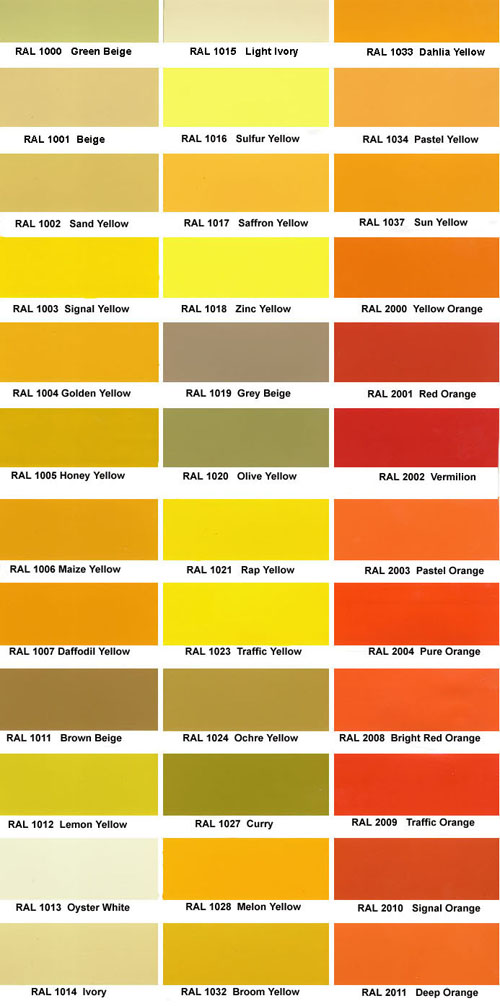 RAL 1000 Green Beige
RAL 1015 Light Ivory
RAL 1033 Dahlia Yellow
RAL 1001 Beige
RAL 1016 Sulfur Yellow
RAL 1034 Pastel Yellow
RAL 1002 Sand Yellow
RAL 1017 Saffron Yellow
RAL 1037 Sun Yellow
RAL 1003 Signal Yellow
RAL 1018 Zinc Yellow
RAL 2000 Yellow Orange
RAL 1004 Golden Yellow
RAL 1019 Grey Beige
RAL 2001 Red Orange
RAL 1005 Honey Yellow
RAL 1020 Olive Yellow
RAL 2002 Vermilion
RAL 1006 Maize Yellow
RAL 1021 Rap Yellow
RAL 2003 Pastel Orange
RAL 1007 Daffodil Yellow
RAL 1023 Traffic Yellow
RAL 2004 Pure Orange
RAL 1011 Brown Beige
RAL 1024 Ochre Yellow
RAL 2008 Bright Red Orange
RAL 1012 Lemon Yellow
RAL 1027 Curry
RAL 2009 Traffic Orange
RAL 1013 Oyster White
RAL 1028 Melon Yellow
RAL 2010 Signal Orange
RAL 1014 Ivory
RAL 1032 Broom Yellow
RAL 2011 Deep Orange